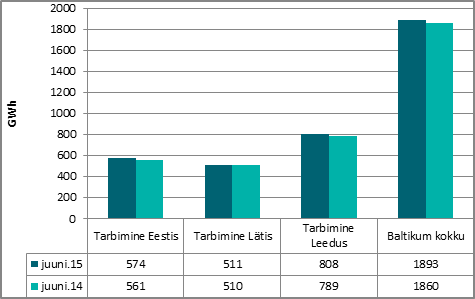 2000
1800
1600
1400
1200
1000
800
600
400
200
0
GWh
Tarbimine Eestis Tarbimine Lätis Tarbimine Leedus Baltikum kokku
juuni.15 574 511 808 1893
juuni.14 561 510 789 1860